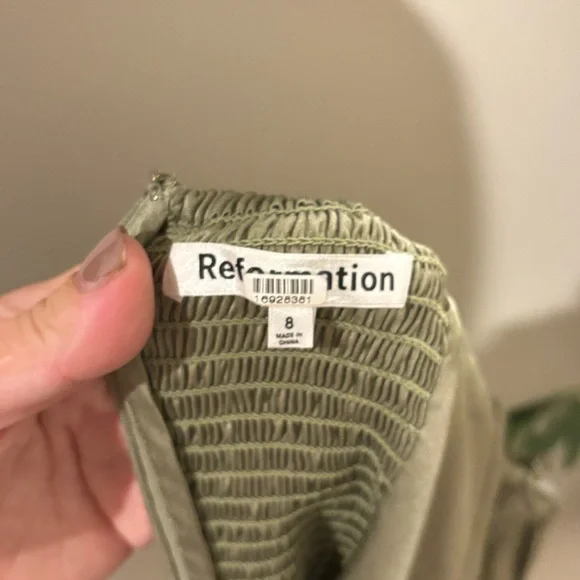 Reformation
16928381
8
MADE IN
CHINA